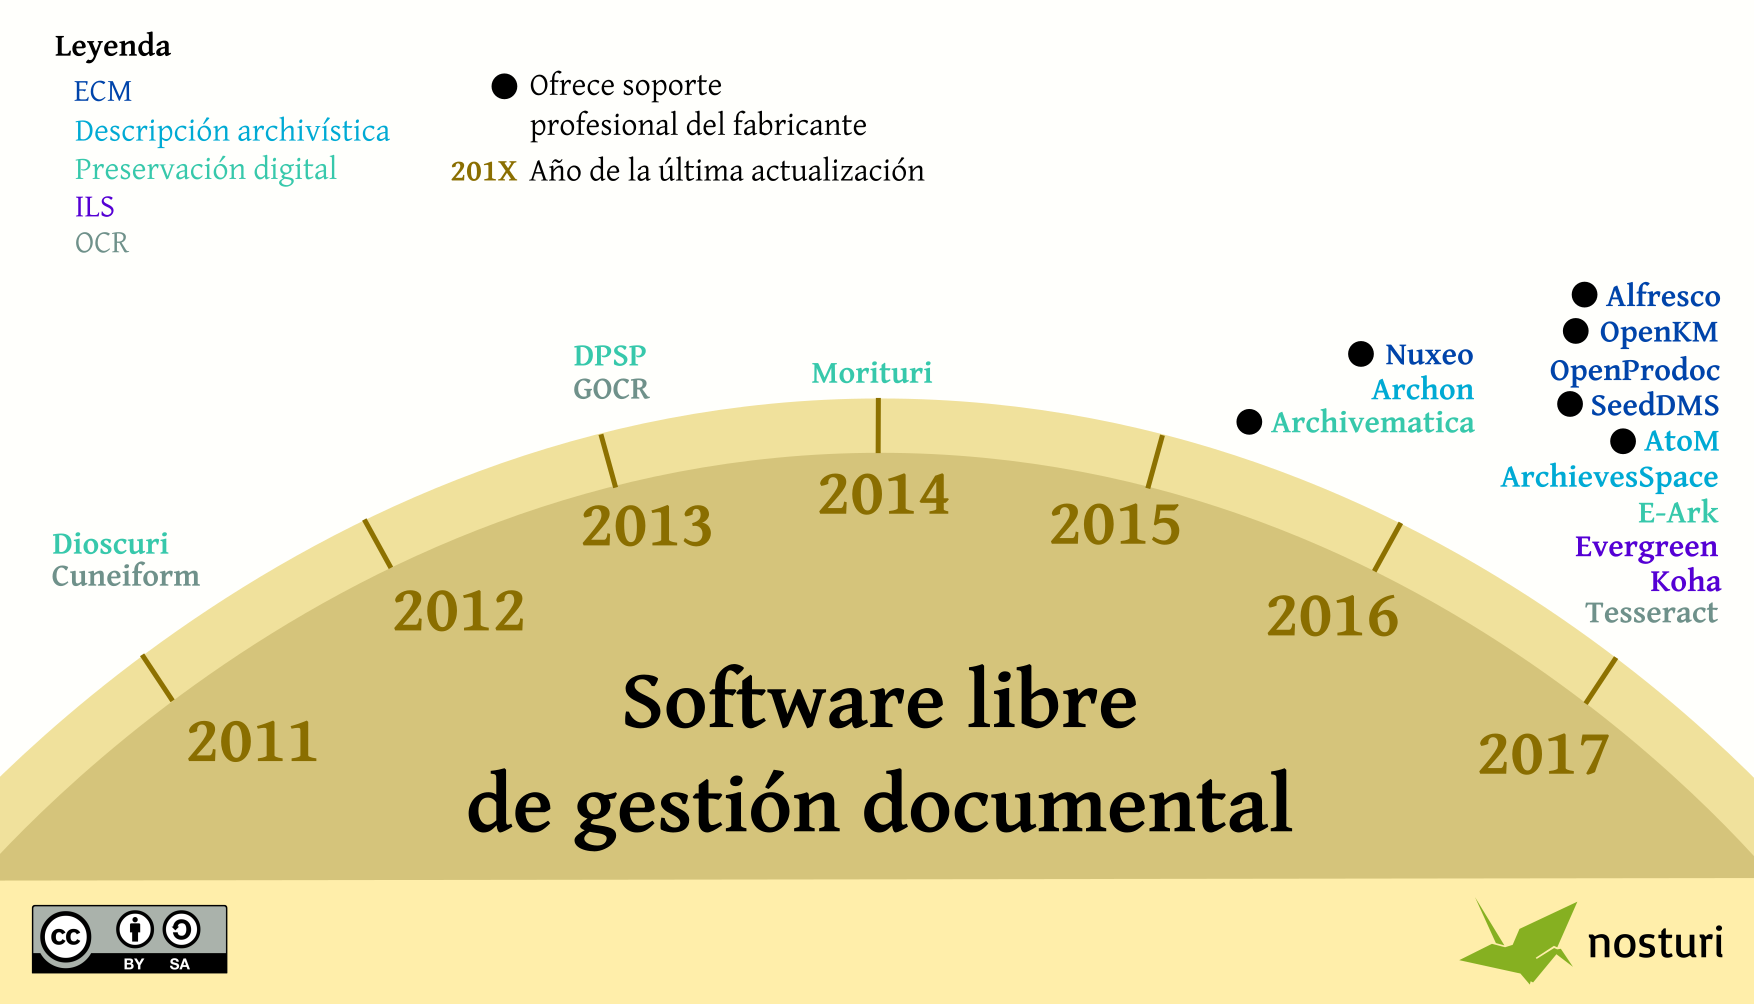 Leyenda
ECM
Descripción archivística
Preservación digital
ILS
OCR
Ofrece soporte
profesional del fabricante
201X Año de la última actualización
Dioscuri
Cuneiform
DPSP
GOCR
Morituri
Nuxeo
Archon
Archivematica
Alfresco
OpenKM
OpenProdoc
SeedDMS
AtoM
ArchievesSpace
E-Ark
Evergreen
Koha
Tesseract
2011
2012
2013
2014
2015
2016
2017
Software libre
de gestión documental
cc
BY SA
nosturi